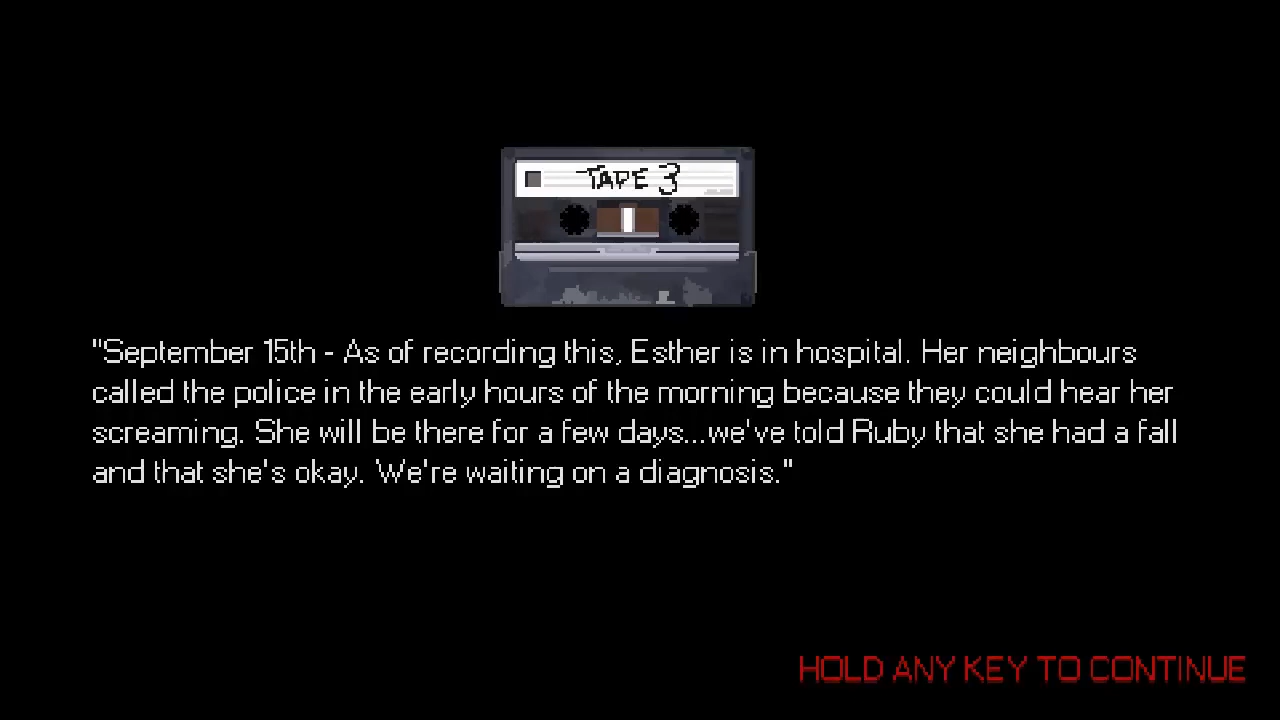 TAPE 3
"September 15th - As of recording this, Esther is in hospital. Her neighbours
called the police in the early hours of the morning because they could hear her
screaming. She will be there for a few days...we've told Ruby that she had a fall
and that she's okay. We're waiting on a diagnosis."
HOLD ANY KEY TO CONTINUE